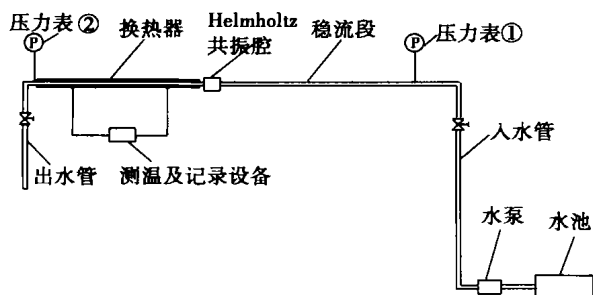 压力表②
P
换热器
Helmholtz
共振腔
稳流段
P
压力表①
入水管
出水管
测温及记录设备
水泵
水池